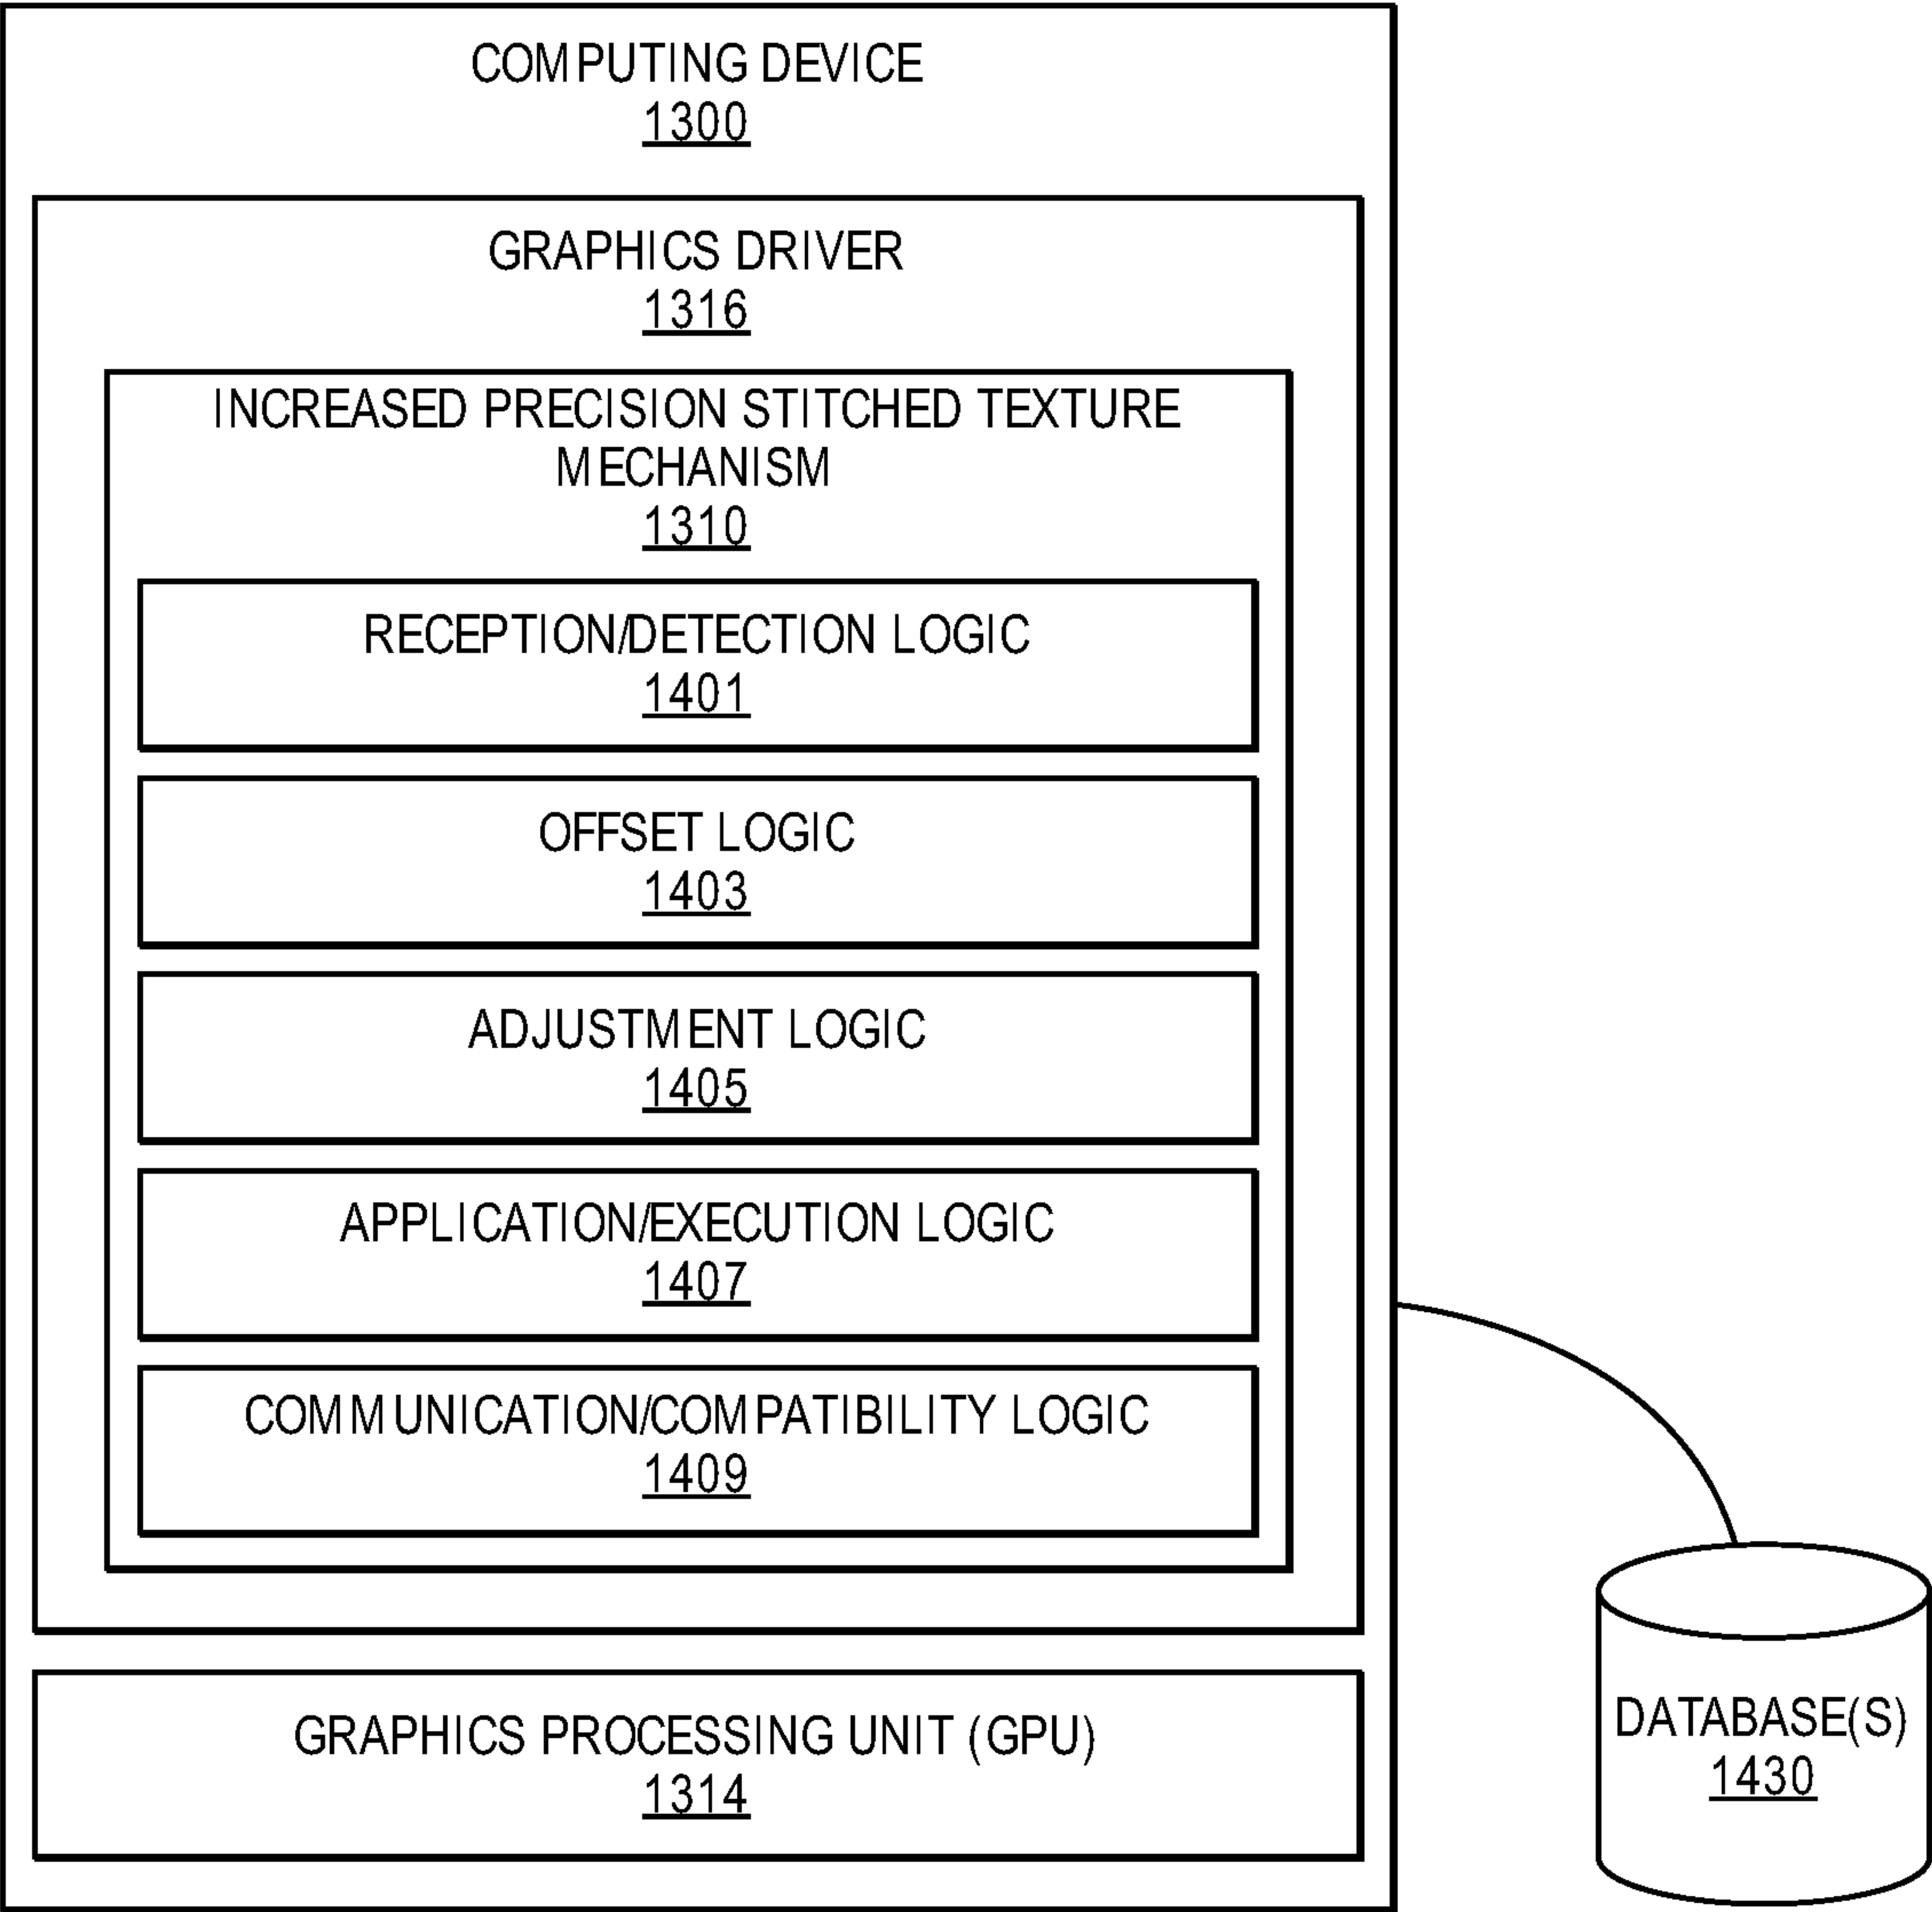 COMPUTING DEVICE
1300
GRAPHICS DRIVER
1316
INCREASED PRECISION STITCHED TEXTURE
MECHANISM
1310
RECEPTION/DETECTION LOGIC
1401
OFFSET LOGIC
1403
ADJUSTMENT LOGIC
1405
APPLICATION/EXECUTION LOGIC
1407
COMMUNICATION/COMPATIBILITY LOGIC
1409
GRAPHICS PROCESSING UNIT (GPU)
1314
DATABASE(S)
1430